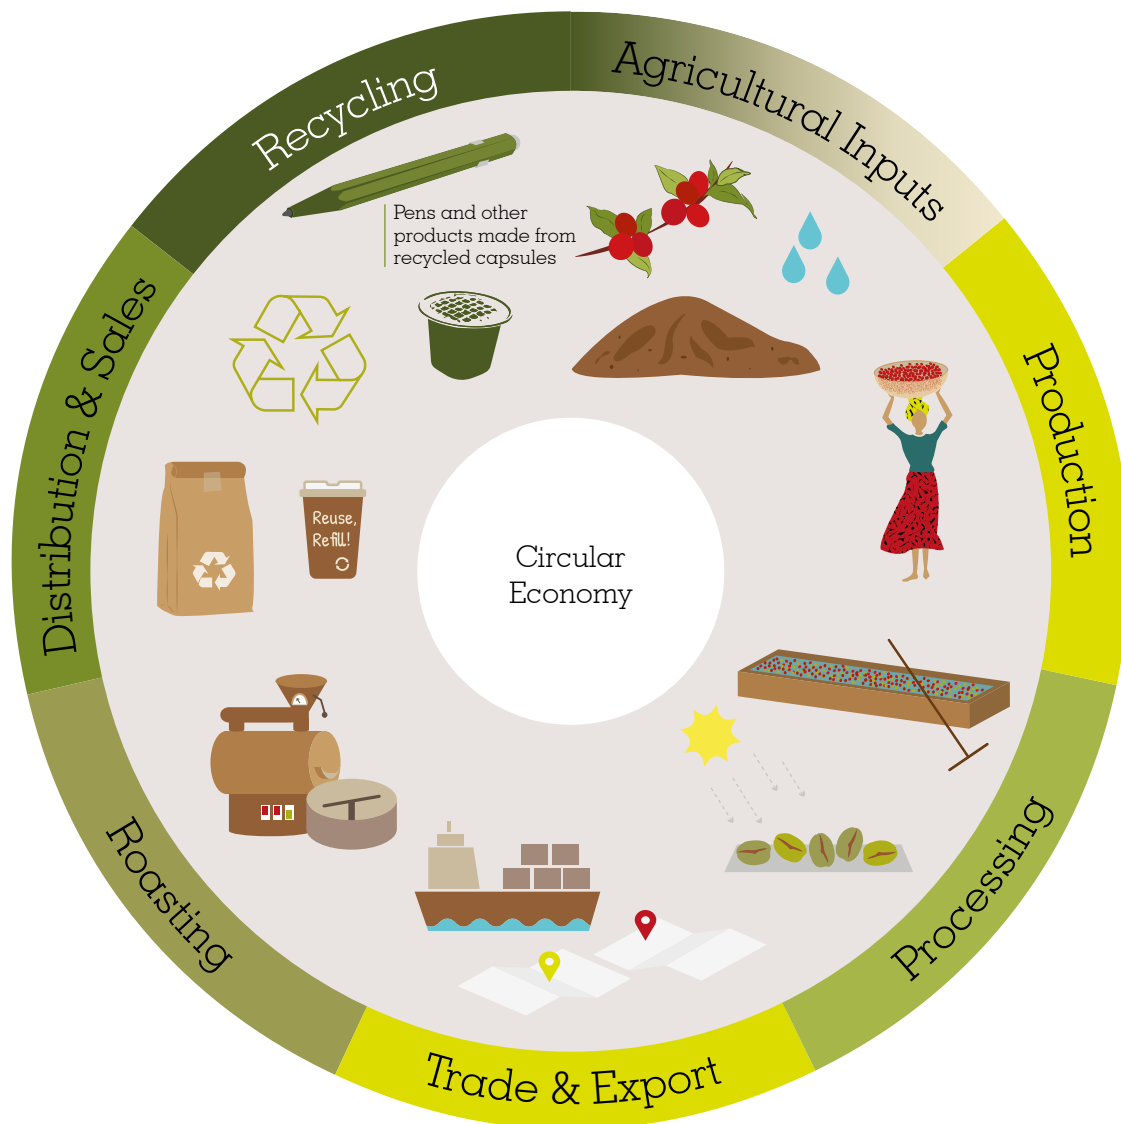 Recycling
Agricultural Inputs
Pens and other
products made from
recycled capsules
Distribution & Sales
Production
Reuse,
Refill!
Circular
Economy
Roasting
Processing
Trade & Export